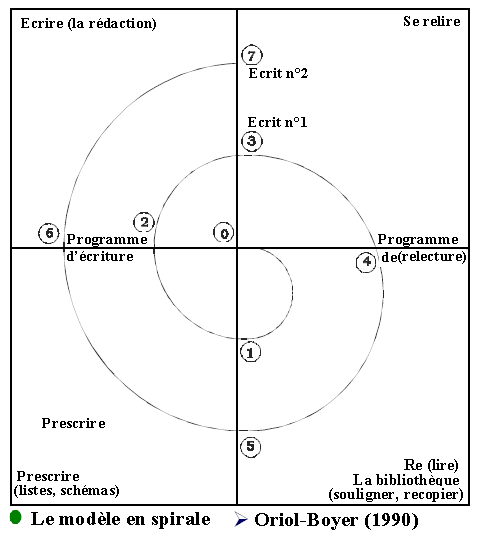 Ecrire (la rédaction)
Se relire
7
Ecrit n°2
Ecrit n°1
3
2
6
0
Programme
d'écriture
Programme
de(relecture)
4
1
Prescrire
5
Re (lire)
La bibliothèque
(souligner, recopier)
Prescrire
(listes, schémas)
Le modèle en spirale
Oriol-Boyer (1990)